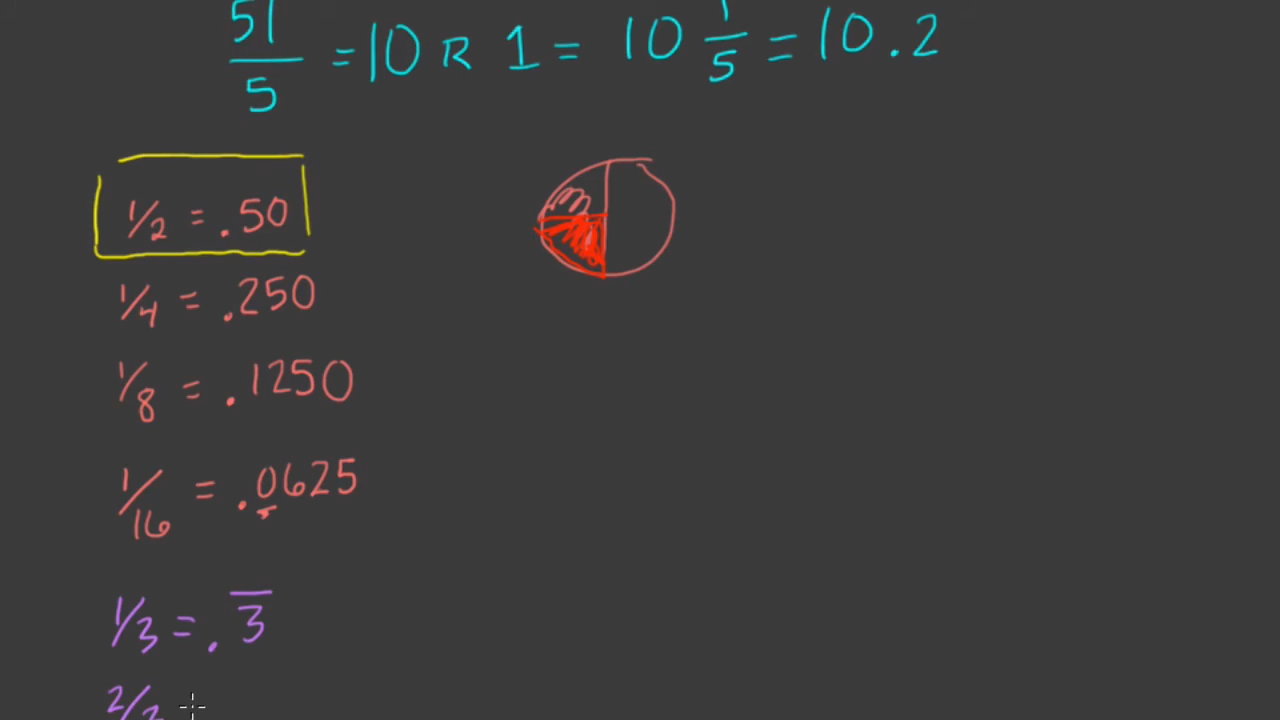 51/5 = 10 R 1 = 10 1/5 = 10.2
1/2 = .50
1/4 = .250
1/8 = .1250
1/16 = .0625
1/3 = .3̅